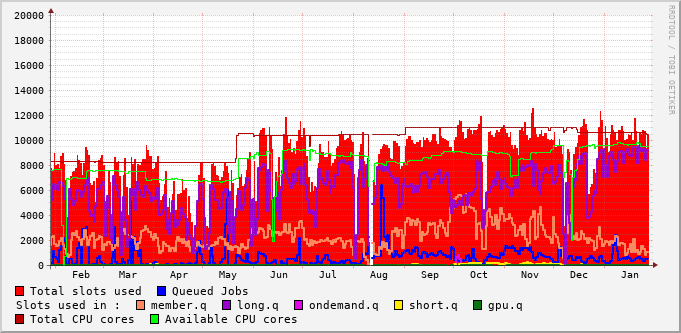 RRDTOOL / TOBI OETIKER
20000
18000
16000
14000
12000
10000
8000
6000
4000
2000
0
Feb Mar Apr May Jun Jul Aug Sep Oct Nov Dec Jan
Total slots used Queued Jobs
Slots used in : member.q long.q ondemand.q short.q gpu.q
Total CPU cores Available CPU cores